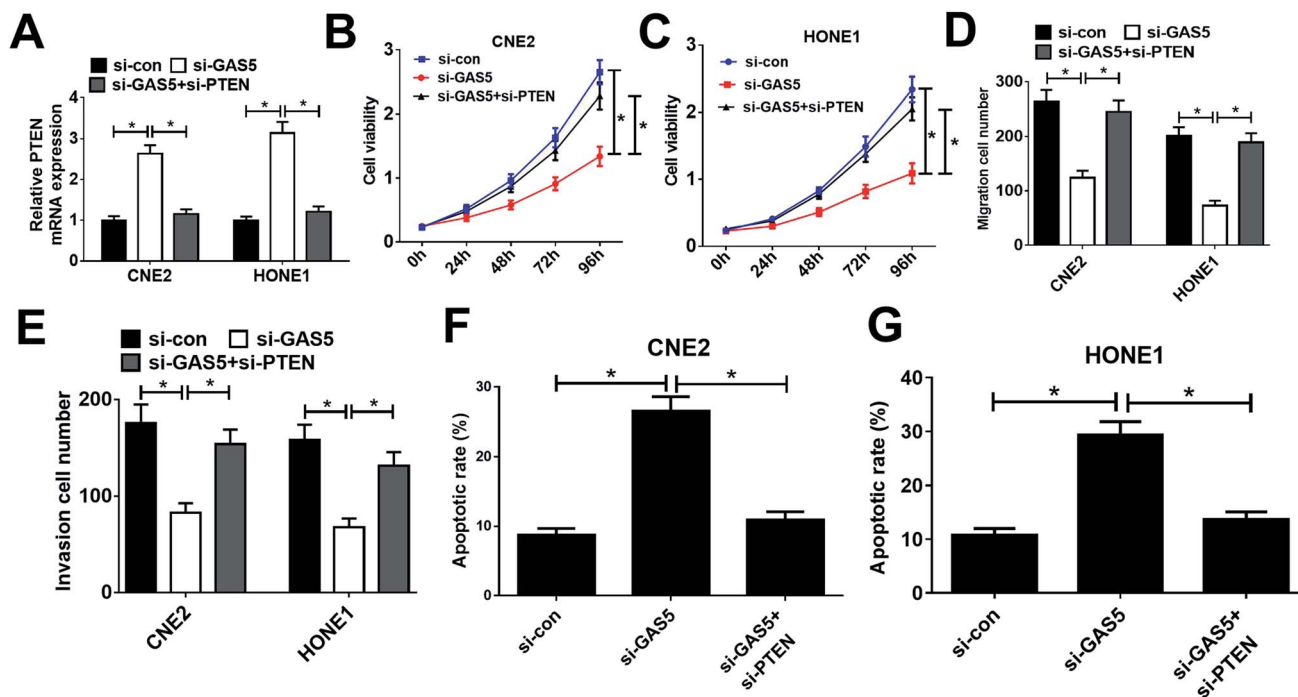 A
si-con si-GAS5
si-GAS5+si-PTEN
Relative PTEN
mRNA expression
4
3
2
1
0
* * * *
CNE2 HONE1
B
CNE2
si-con
si-GAS5
si-GAS5+si-PTEN
Cell viability
3
2
1
0
* *
0h 24h 48h 72h 96h
C
HONE1
si-con
si-GAS5
si-GAS5+si-PTEN
Cell viability
3
2
1
0
* *
0h 24h 48h 72h 96h
D
si-con si-GAS5
si-GAS5+si-PTEN
Migration cell number
300
200
100
0
* * * *
CNE2 HONE1
E
si-con si-GAS5
si-GAS5+si-PTEN
Invasion cell number
200
100
0
* * * *
CNE2 HONE1
F
CNE2
Apoptotic rate (%)
30
20
10
0
* *
si-con si-GAS5 si-GAS5+
si-PTEN
G
HONE1
Apoptotic rate (%)
40
30
20
10
0
* *
si-con si-GAS5 si-GAS5+
si-PTEN